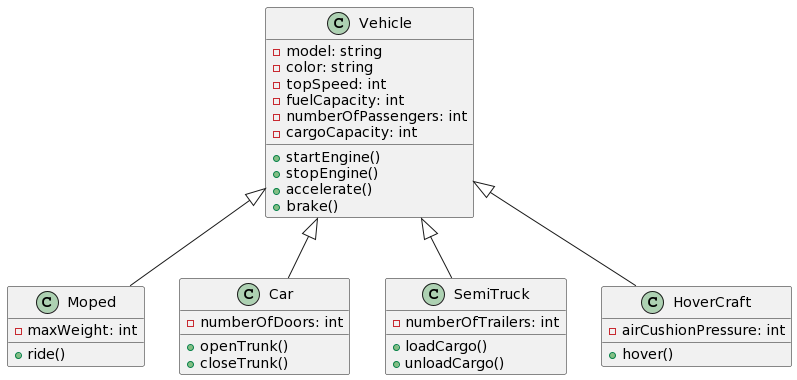 C Vehicle
model: string
color: string
topSpeed: int
fuelCapacity: int
numberOfPassengers: int
cargoCapacity: int
startEngine()
stopEngine()
accelerate()
brake()
C Moped
maxWeight: int
ride()
C Car
numberOfDoors: int
openTrunk()
closeTrunk()
C SemiTruck
numberOfTrailers: int
loadCargo()
unloadCargo()
C HoverCraft
airCushionPressure: int
hover()